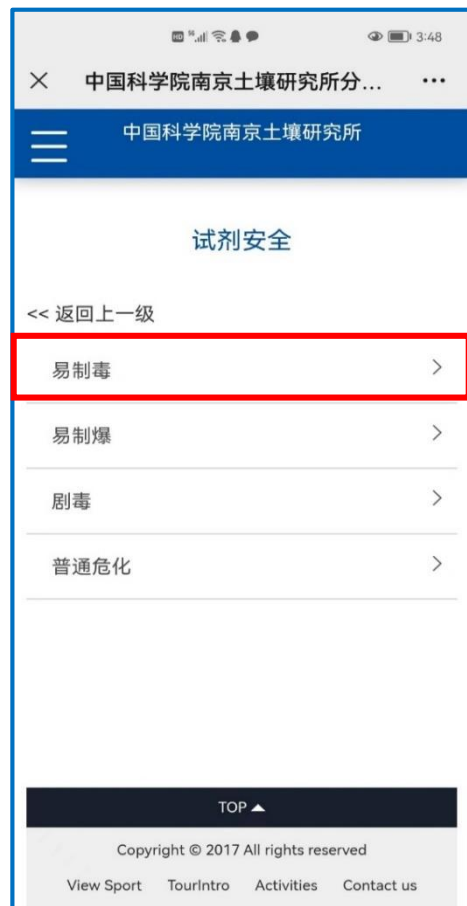 HD 5G 3:48
中国科学院南京土壤研究所分...
中国科学院南京土壤研究所
试剂安全
<< 返回上一级
易制毒
易制爆
剧毒
普通危化
TOP
Copyright © 2017 All rights reserved
View Sport TourIntro Activities Contact us